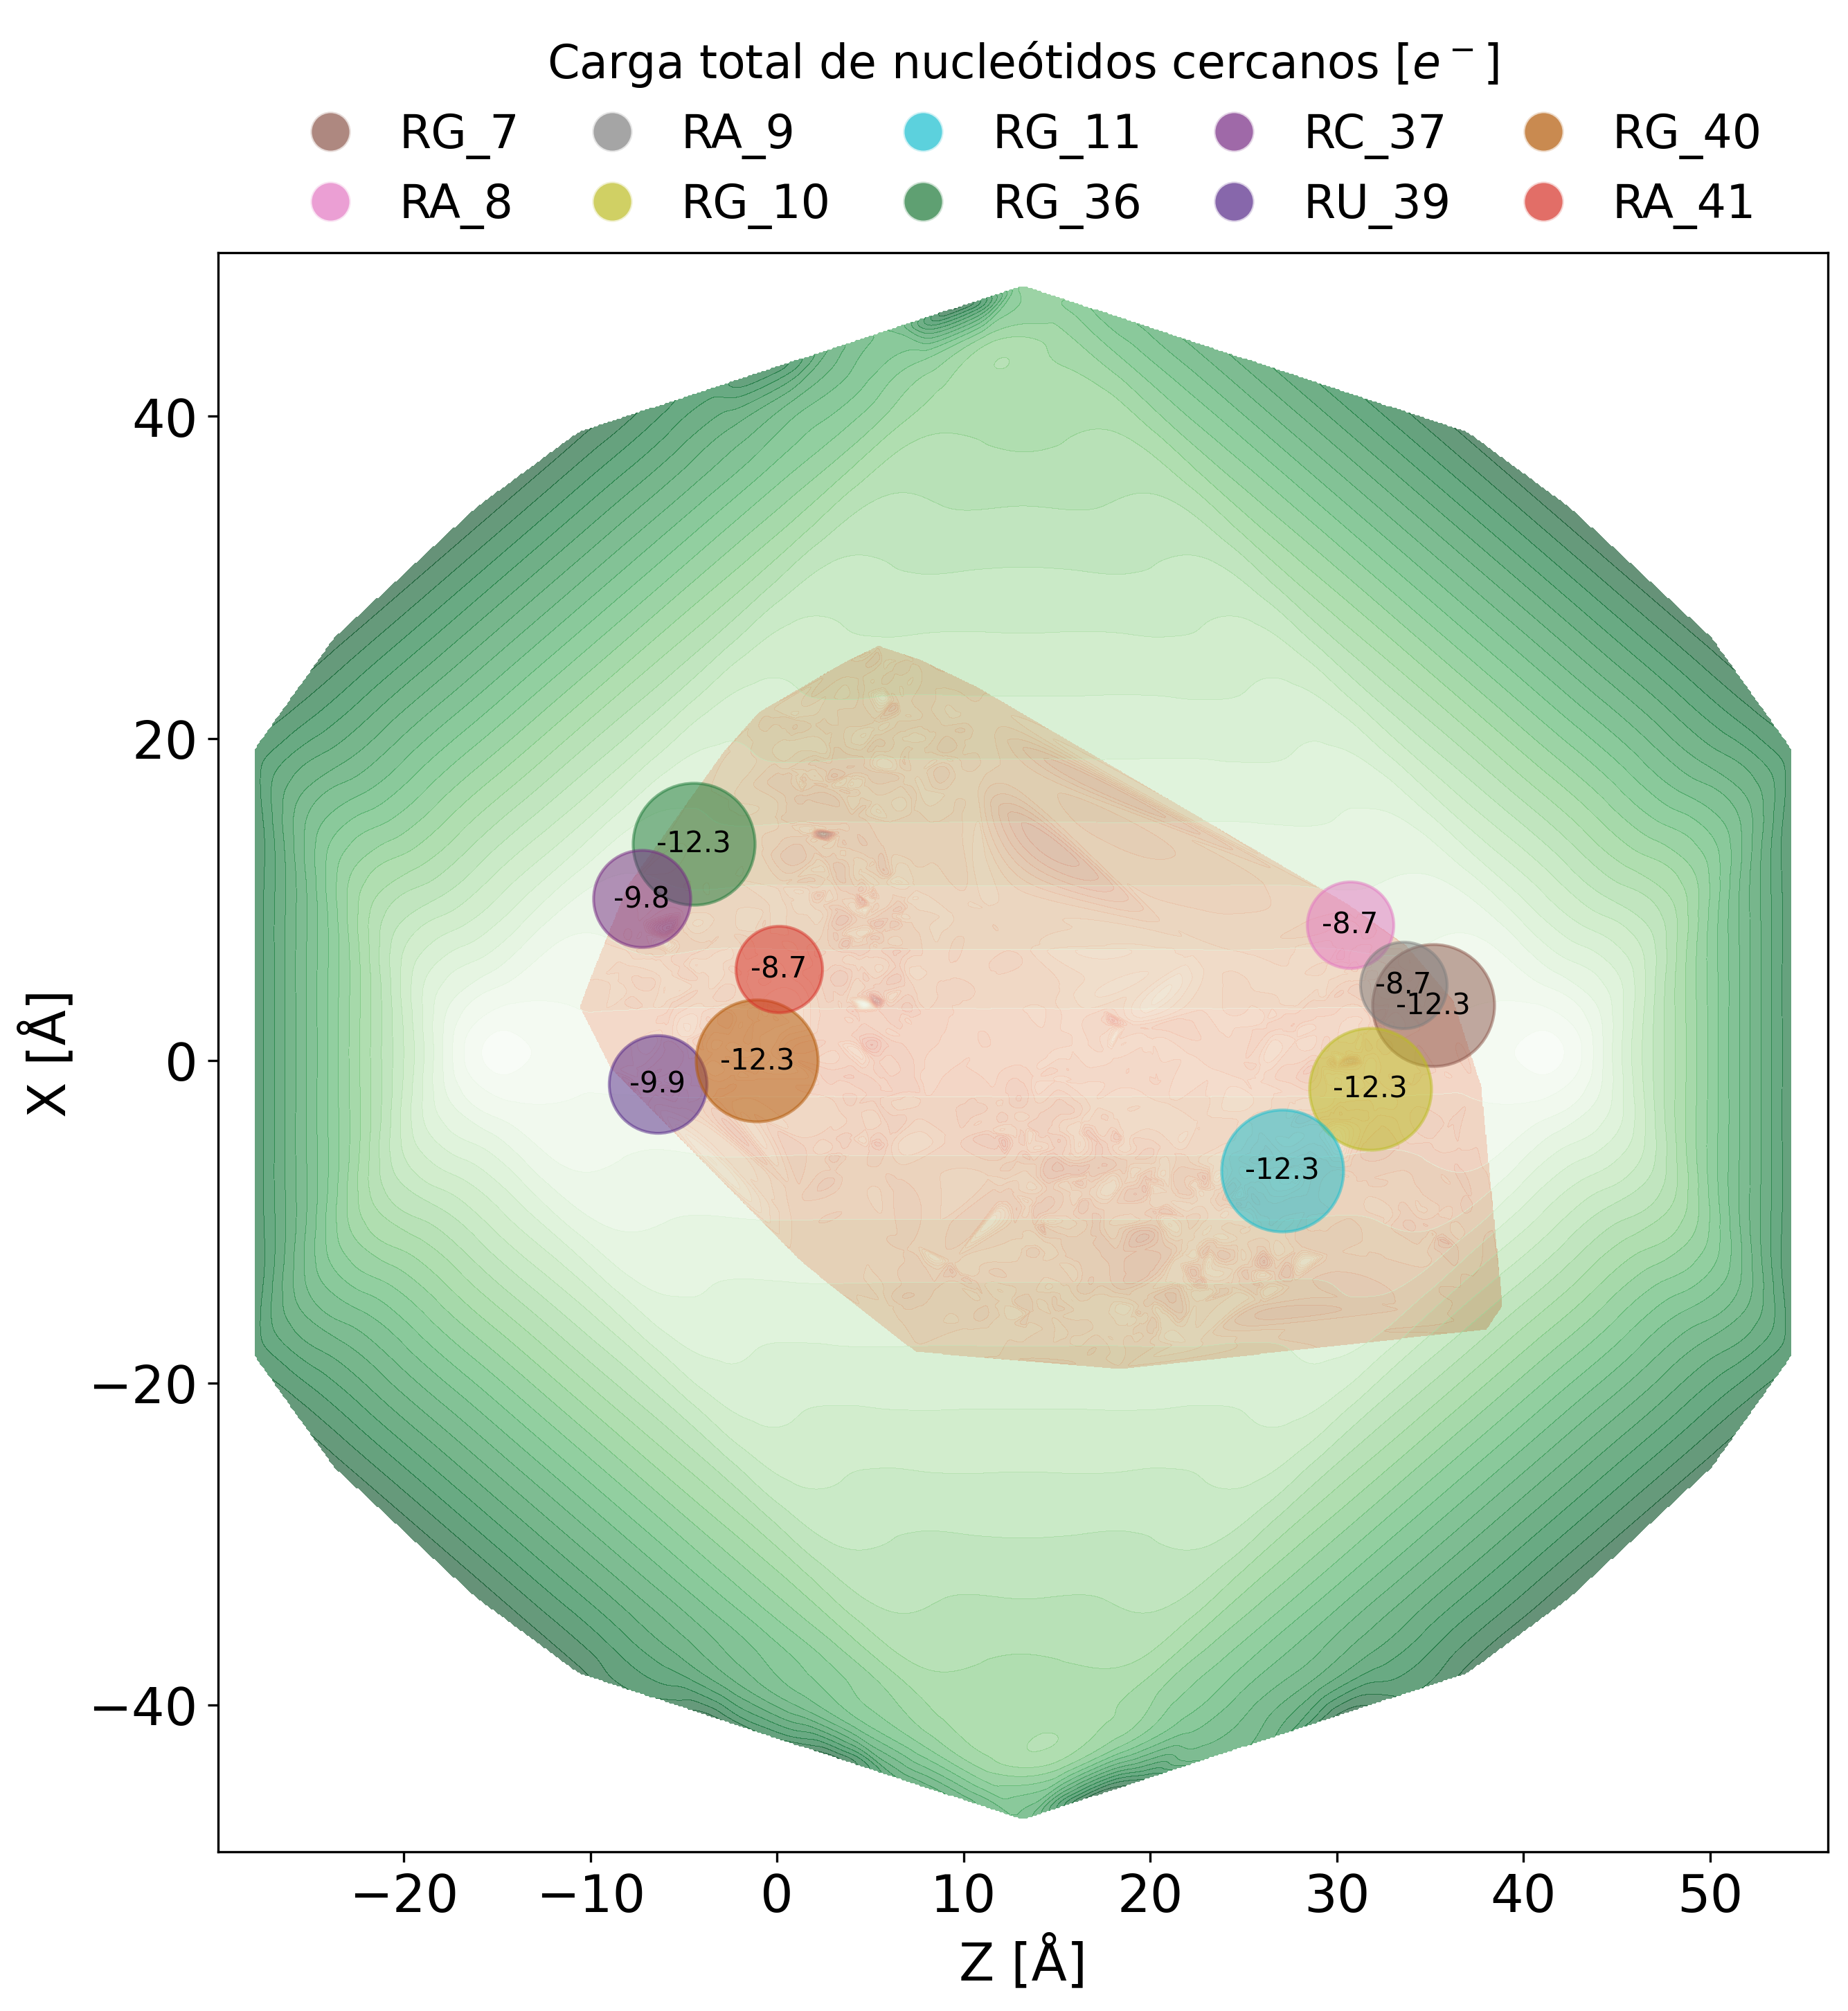 Carga total de nucleótidos cercanos [e⁻]
RG_7 RA_9 RG_11 RC_37 RG_40
RA_8 RG_10 RG_36 RU_39 RA_41
40
20
0
−20
−40
X [Å]
-12.3
-9.8
-8.7
-12.3
-9.9
-8.7
-8.7
-12.3
-12.3
-12.3
−20 −10 0 10 20 30 40 50
Z [Å]